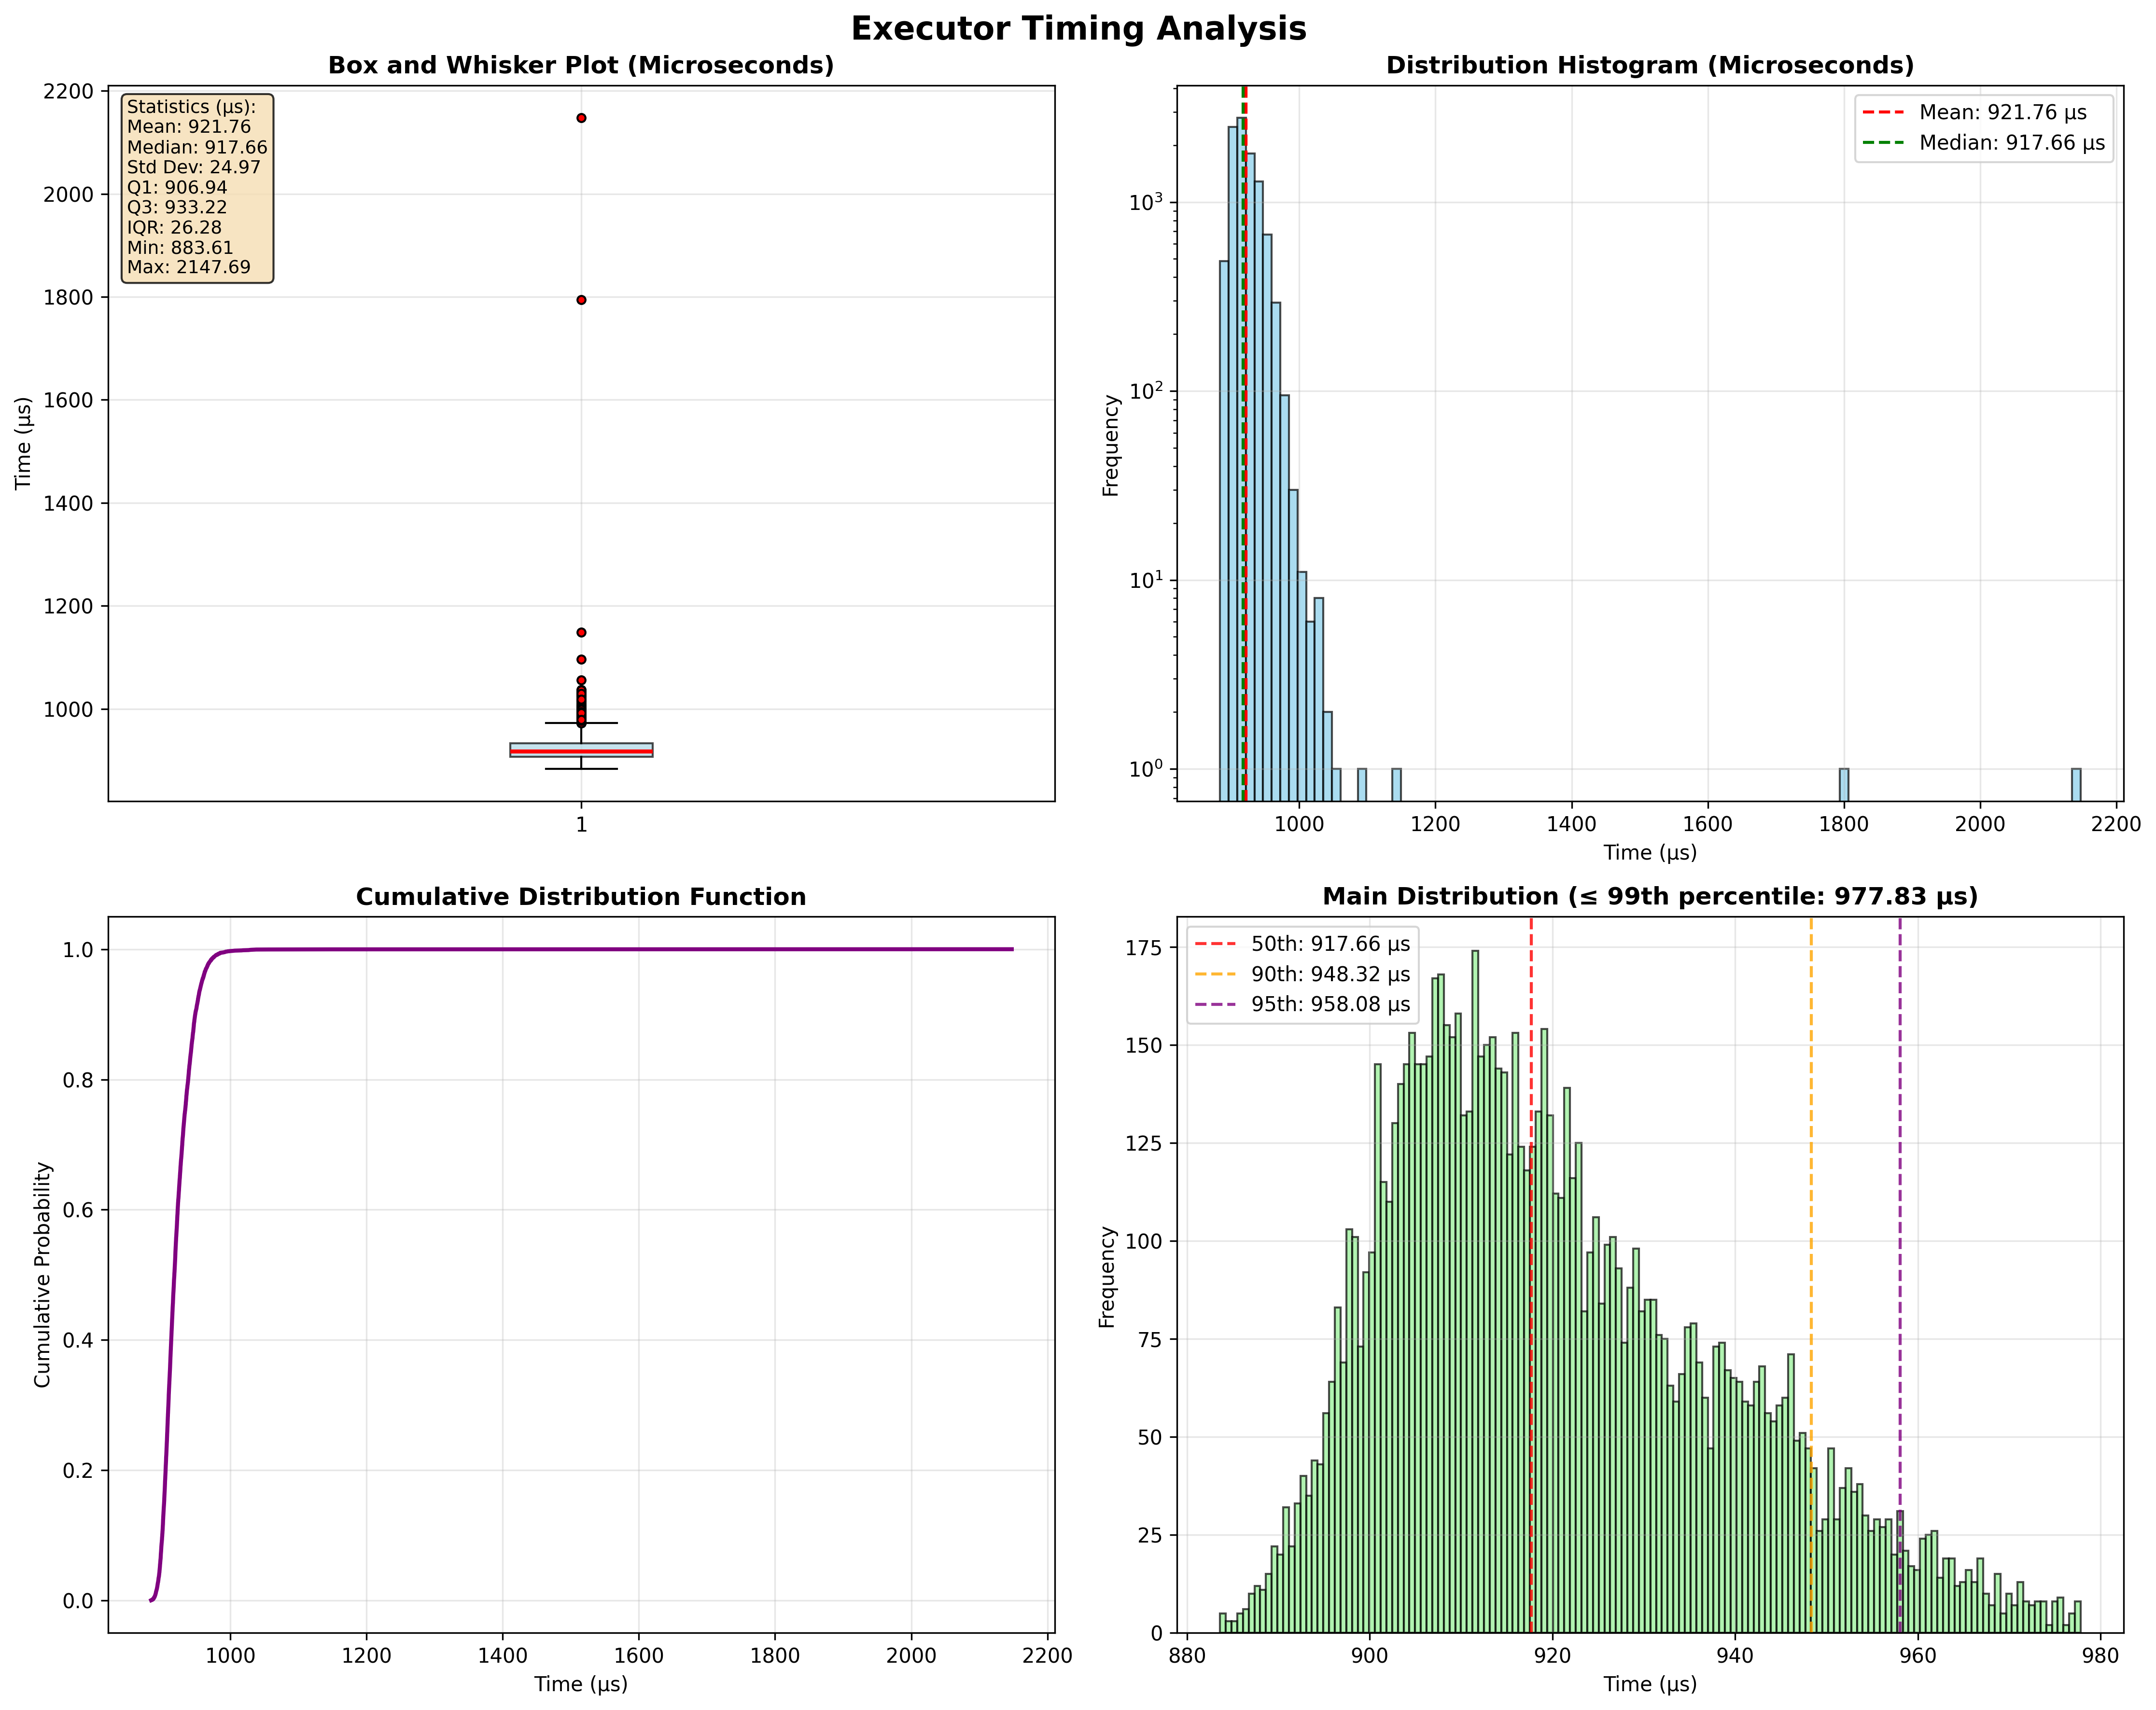 Executor Timing Analysis
Box and Whisker Plot (Microseconds)
Time (μs)
2200
2000
1800
1600
1400
1200
1000
Statistics (μs):
Mean: 921.76
Median: 917.66
Std Dev: 24.97
Q1: 906.94
Q3: 933.22
IQR: 26.28
Min: 883.61
Max: 2147.69
1
Distribution Histogram (Microseconds)
Frequency
10³
10²
10¹
10⁰
Mean: 921.76 μs
Median: 917.66 μs
1000 1200 1400 1600 1800 2000 2200
Time (μs)
Cumulative Distribution Function
Cumulative Probability
1.0
0.8
0.6
0.4
0.2
0.0
1000 1200 1400 1600 1800 2000 2200
Time (μs)
Main Distribution (≤ 99th percentile: 977.83 μs)
Frequency
175
150
125
100
75
50
25
0
50th: 917.66 μs
90th: 948.32 μs
95th: 958.08 μs
880 900 920 940 960 980
Time (μs)